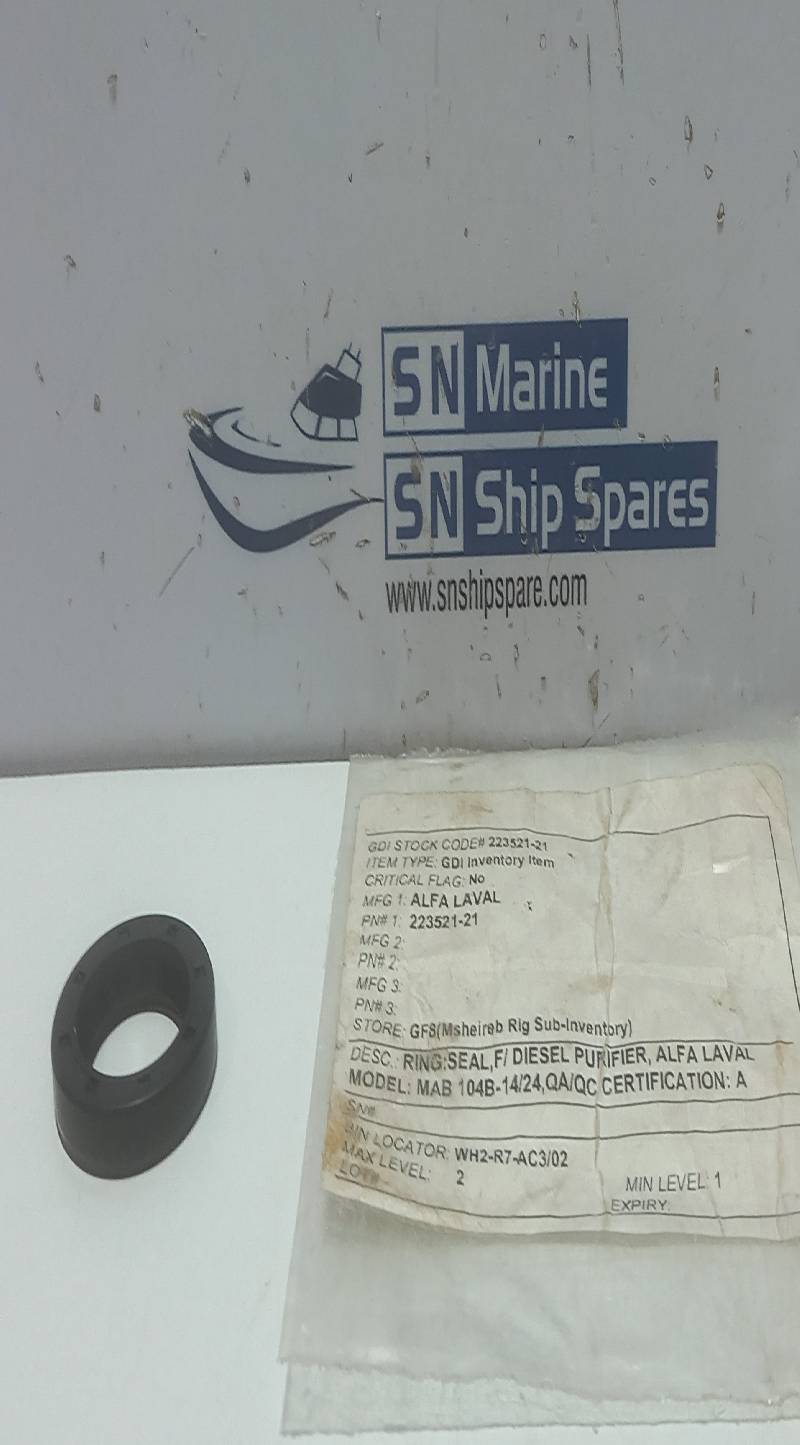 SN Marine
SN Ship Spares
www.snshipspare.com
GDI STOCK CODE# 223521-21
ITEM TYPE: GDI Inventory Item
CRITICAL FLAG: No
MFG 1: ALFA LAVAL
PN# 1: 223521-21
MFG 2:
PN# 2:
MFG 3:
PN# 3:
STORE: GF8(Msheireb Rig Sub-Inventory)
DESC.: RING:SEAL,F/ DIESEL PURIFIER, ALFA LAVAL
MODEL: MAB 104B-14/24,QA/QC CERTIFICATION: A
SN#
BIN LOCATOR: WH2-R7-AC3/02
MAX LEVEL: 2 MIN LEVEL: 1
LOT# EXPIRY: